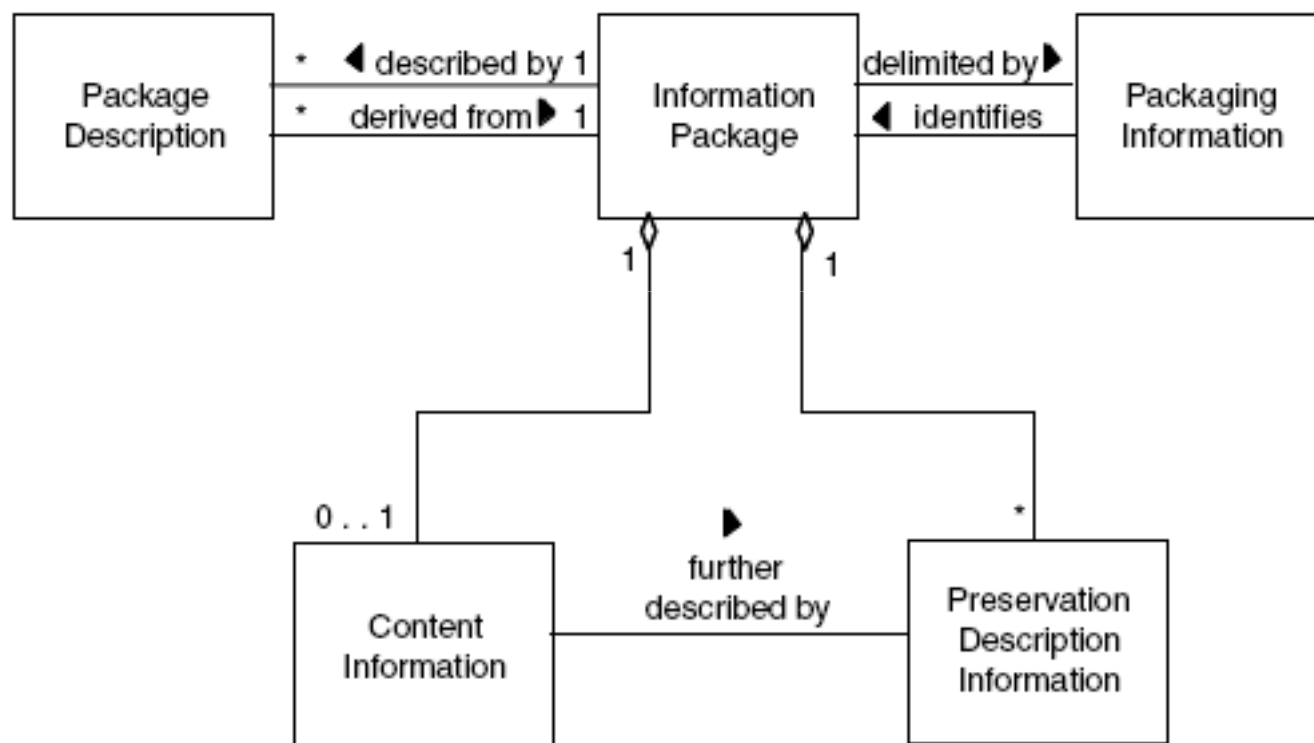 * described by 1
delimited by
Package
Description
Information
Package
Packaging
Information
* derived from 1
identifies
1
1
0 . . 1
*
further
described by
Content
Information
Preservation
Description
Information